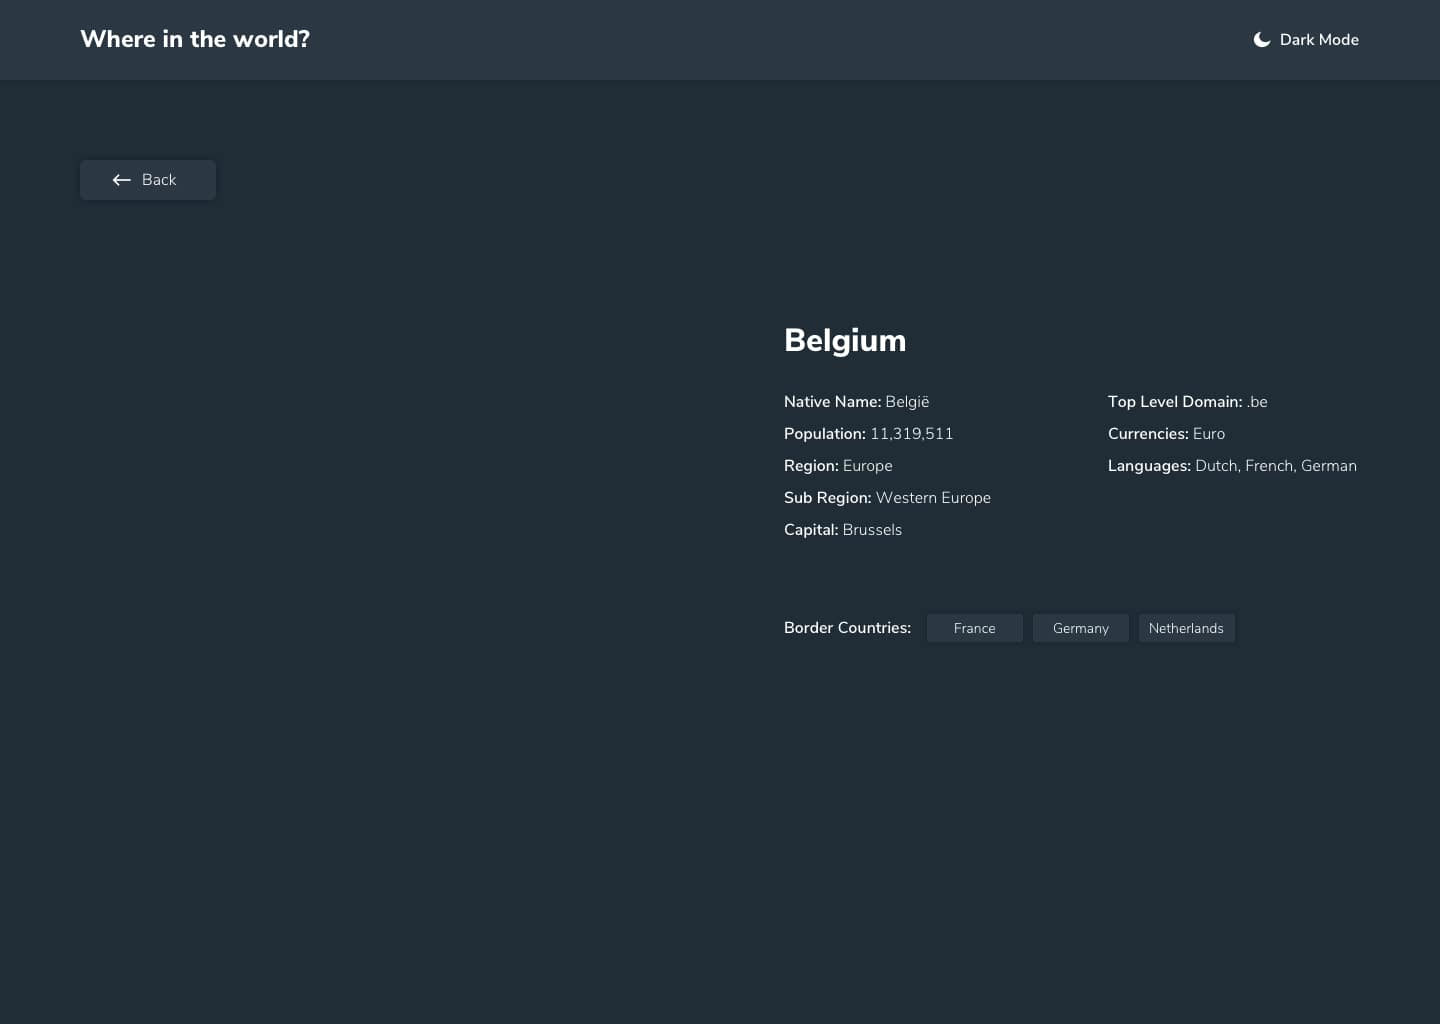 Where in the world?
Dark Mode
Back
Belgium
Native Name: België
Population: 11,319,511
Region: Europe
Sub Region: Western Europe
Capital: Brussels
Top Level Domain: .be
Currencies: Euro
Languages: Dutch, French, German
Border Countries: France Germany Netherlands